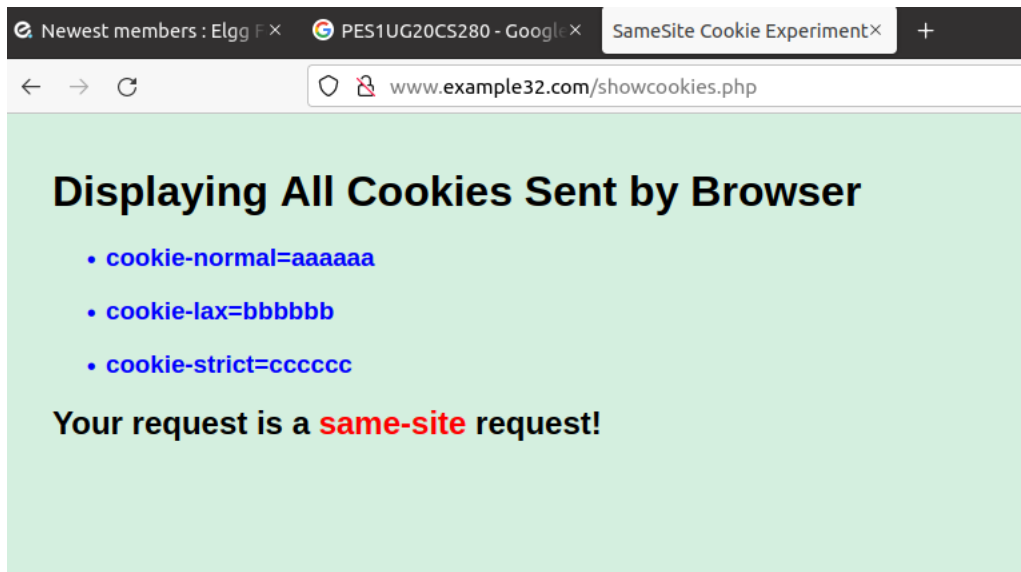 Newest members : Elgg F
PES1UG20CS280 - Google
SameSite Cookie Experiment
www.example32.com/showcookies.php
Displaying All Cookies Sent by Browser
• cookie-normal=aaaaaa
• cookie-lax=bbbbbb
• cookie-strict=cccccc
Your request is a same-site request!